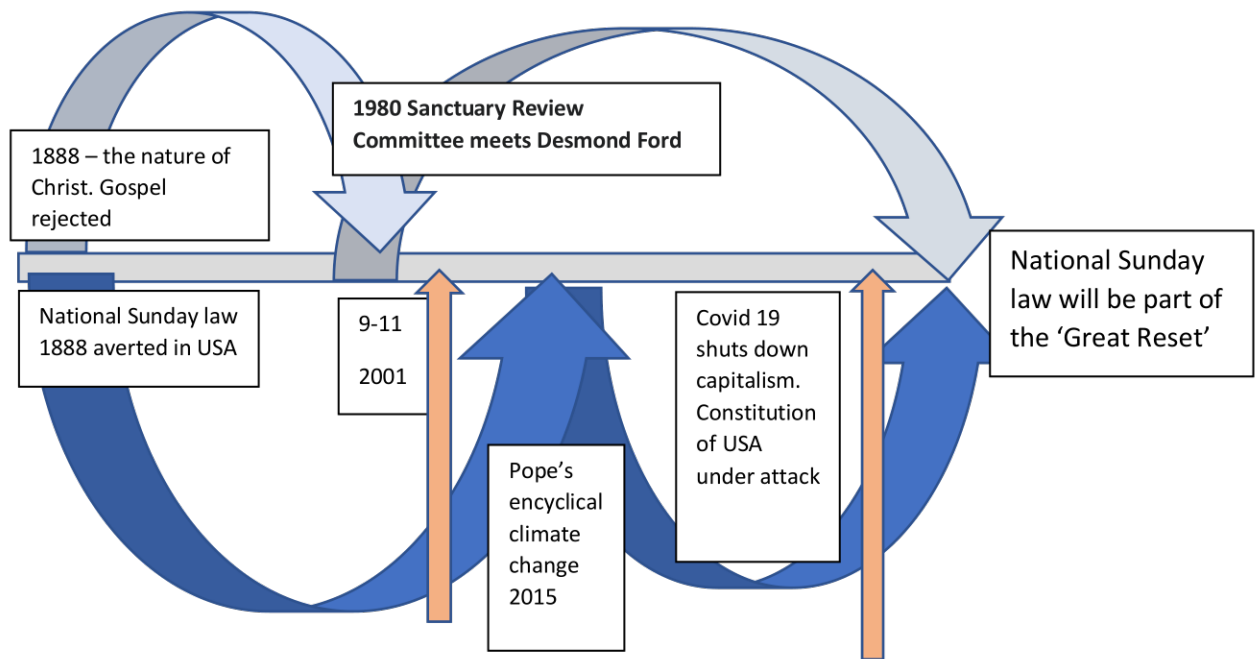 1980 Sanctuary Review
Committee meets Desmond Ford
1888 – the nature of
Christ. Gospel
rejected
National Sunday law
1888 averted in USA
9-11
2001
Pope's
encyclical
climate
change
2015
Covid 19
shuts down
capitalism.
Constitution
of USA
under attack
National Sunday
law will be part of
the ‘Great Reset’